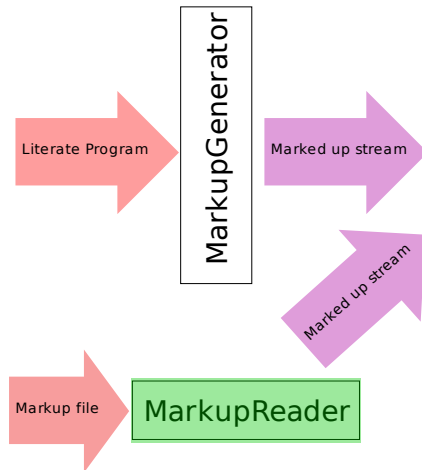 Literate Program
MarkupGenerator
Marked up stream
Marked up stream
Markup file
MarkupReader